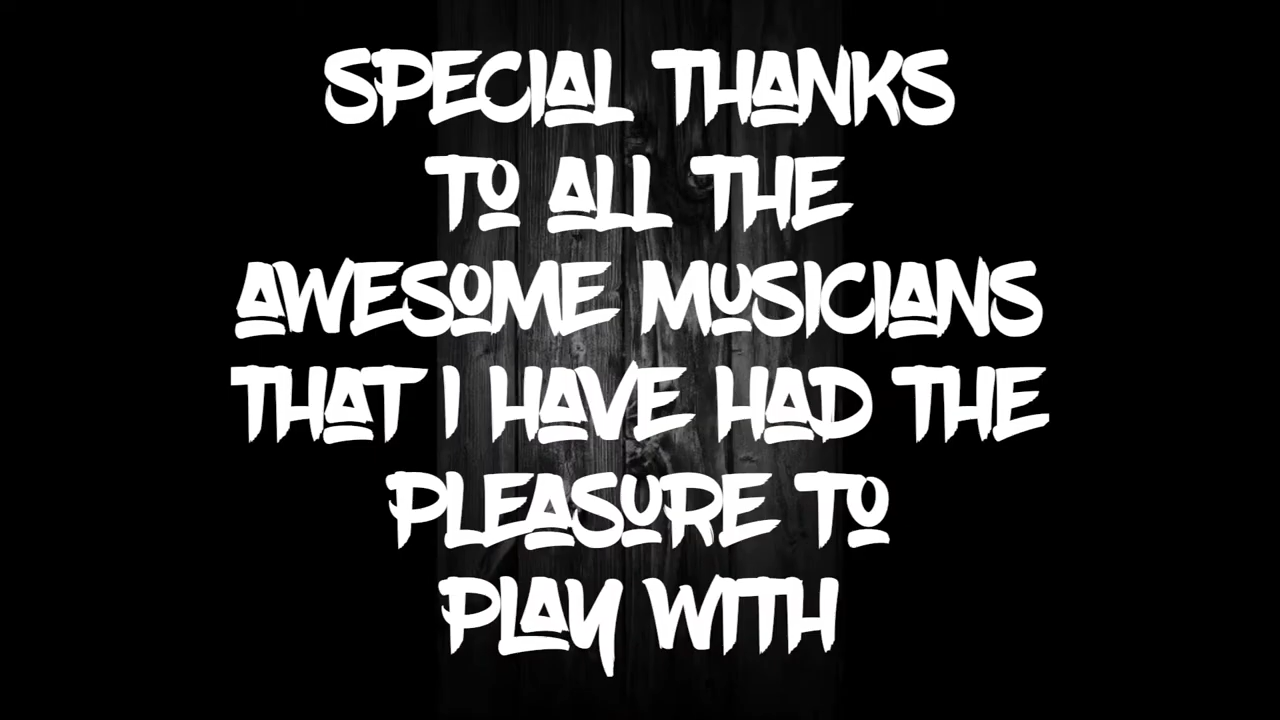 SPECIAL THANKS
TO ALL THE
AWESOME MUSICIANS
THAT I HAVE HAD THE
PLEASURE TO
PLAY WITH